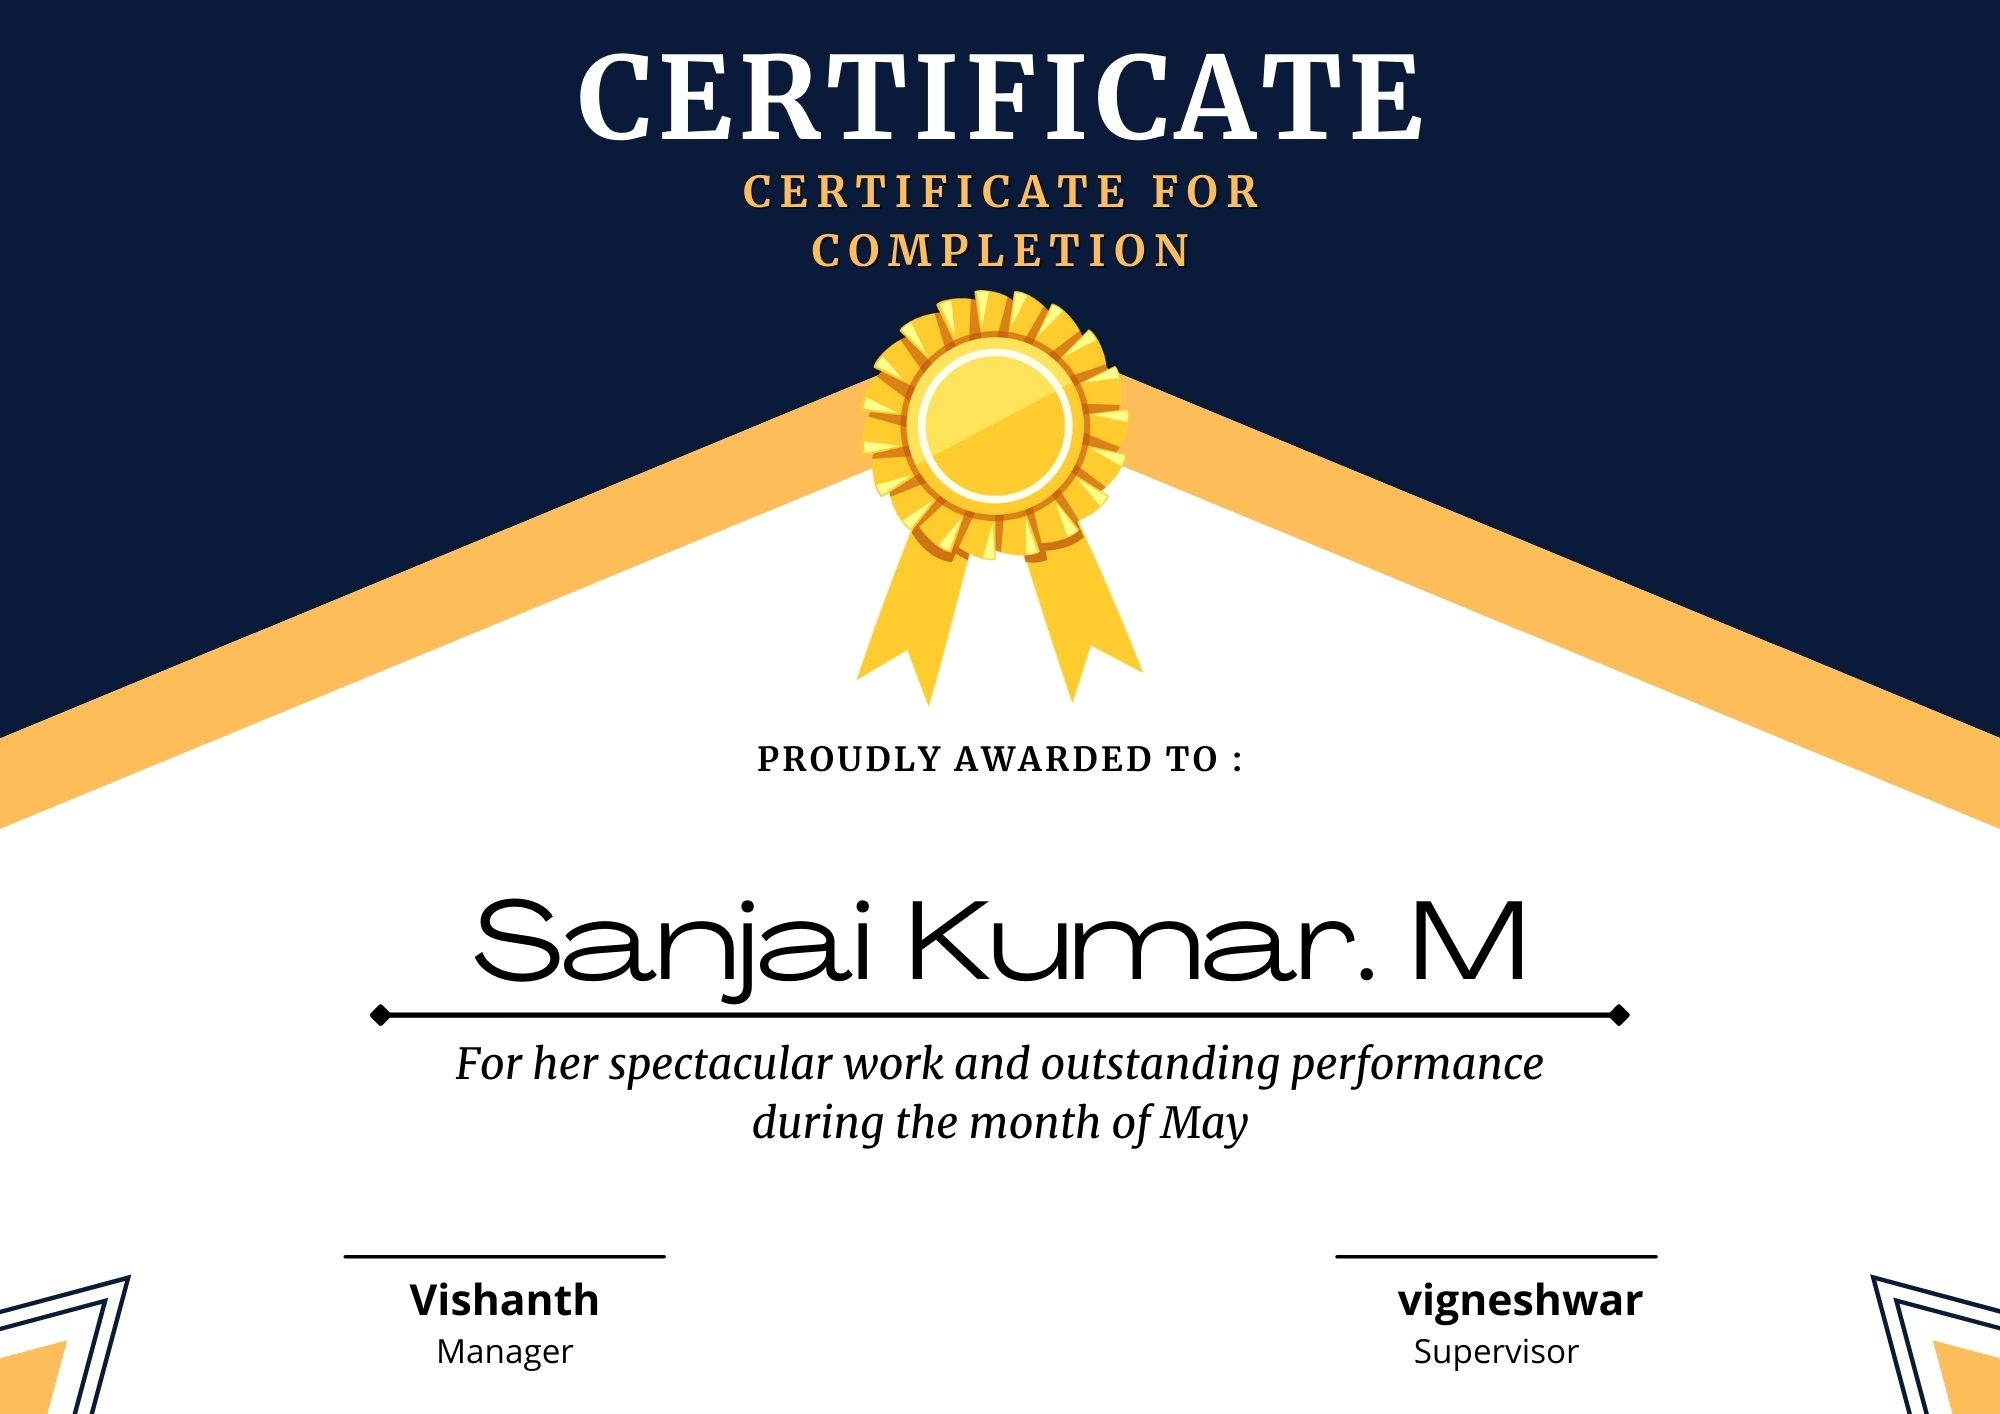 CERTIFICATE
CERTIFICATE FOR
COMPLETION
PROUDLY AWARDED TO :
Sanjai Kumar. M
For her spectacular work and outstanding performance
during the month of May
Vishanth
Manager
vigneshwar
Supervisor